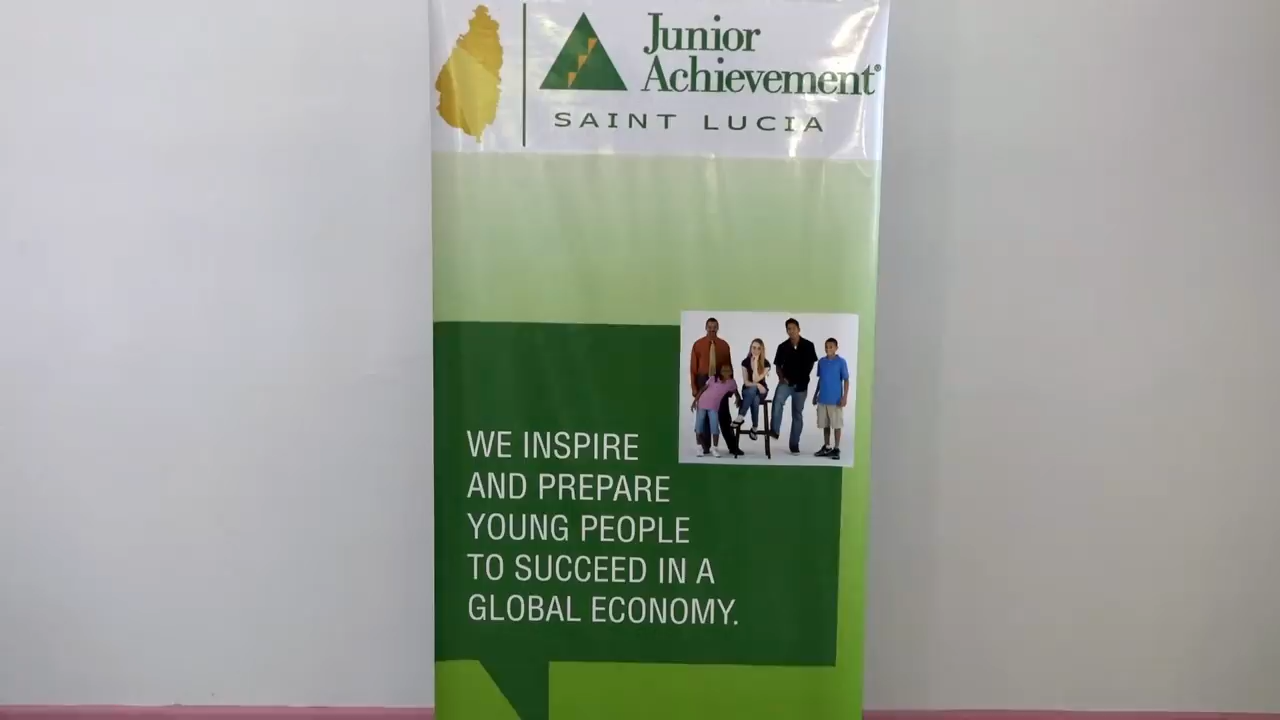 Junior
Achievement®
SAINT LUCIA
WE INSPIRE
AND PREPARE
YOUNG PEOPLE
TO SUCCEED IN A
GLOBAL ECONOMY.